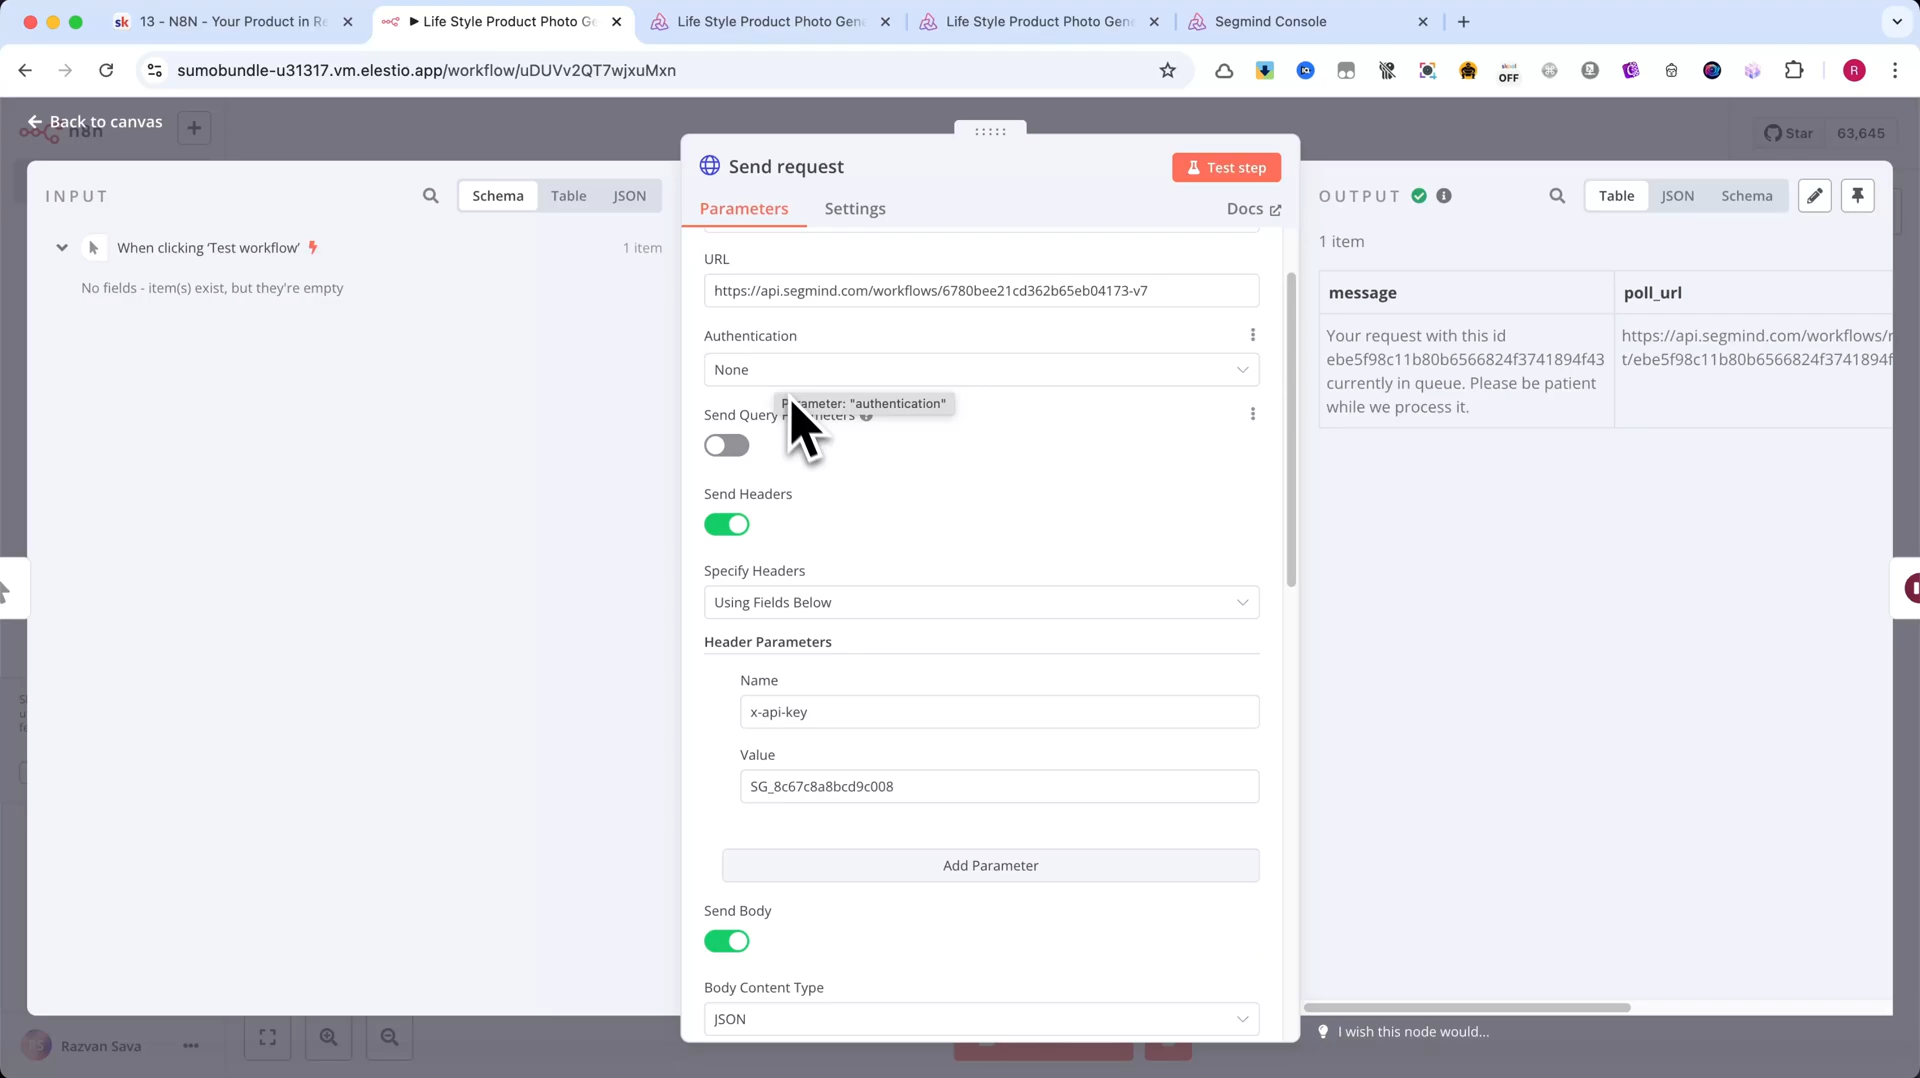 13 - N8N - Your Product in Re
Life Style Product Photo Ge
Life Style Product Photo Gen
Life Style Product Photo Gen
Segmind Console
sumobundle-u31317.vm.elestio.app/workflow/uDUVv2QT7wjxuMxn
OFF
R
Back to canvas
n8n
Star 63,645
Send request
Test step
INPUT
Schema
Table
JSON
Parameters
Settings
Docs
OUTPUT
Table
JSON
Schema
When clicking ‘Test workflow’
1 item
No fields - item(s) exist, but they're empty
URL
https://api.segmind.com/workflows/6780bee21cd362b65eb04173-v7
Authentication
None
Parameter: "authentication"
Send Query
Send Headers
Specify Headers
Using Fields Below
Header Parameters
Name
x-api-key
Value
SG_8c67c8a8bcd9c008
Add Parameter
Send Body
Body Content Type
JSON
1 item
message
poll_url
Your request with this id
ebe5f98c11b80b6566824f3741894f43
currently in queue. Please be patient
while we process it.
https://api.segmind.com/workflows/r
t/ebe5f98c11b80b6566824f3741894f
I wish this node would...
Razvan Sava